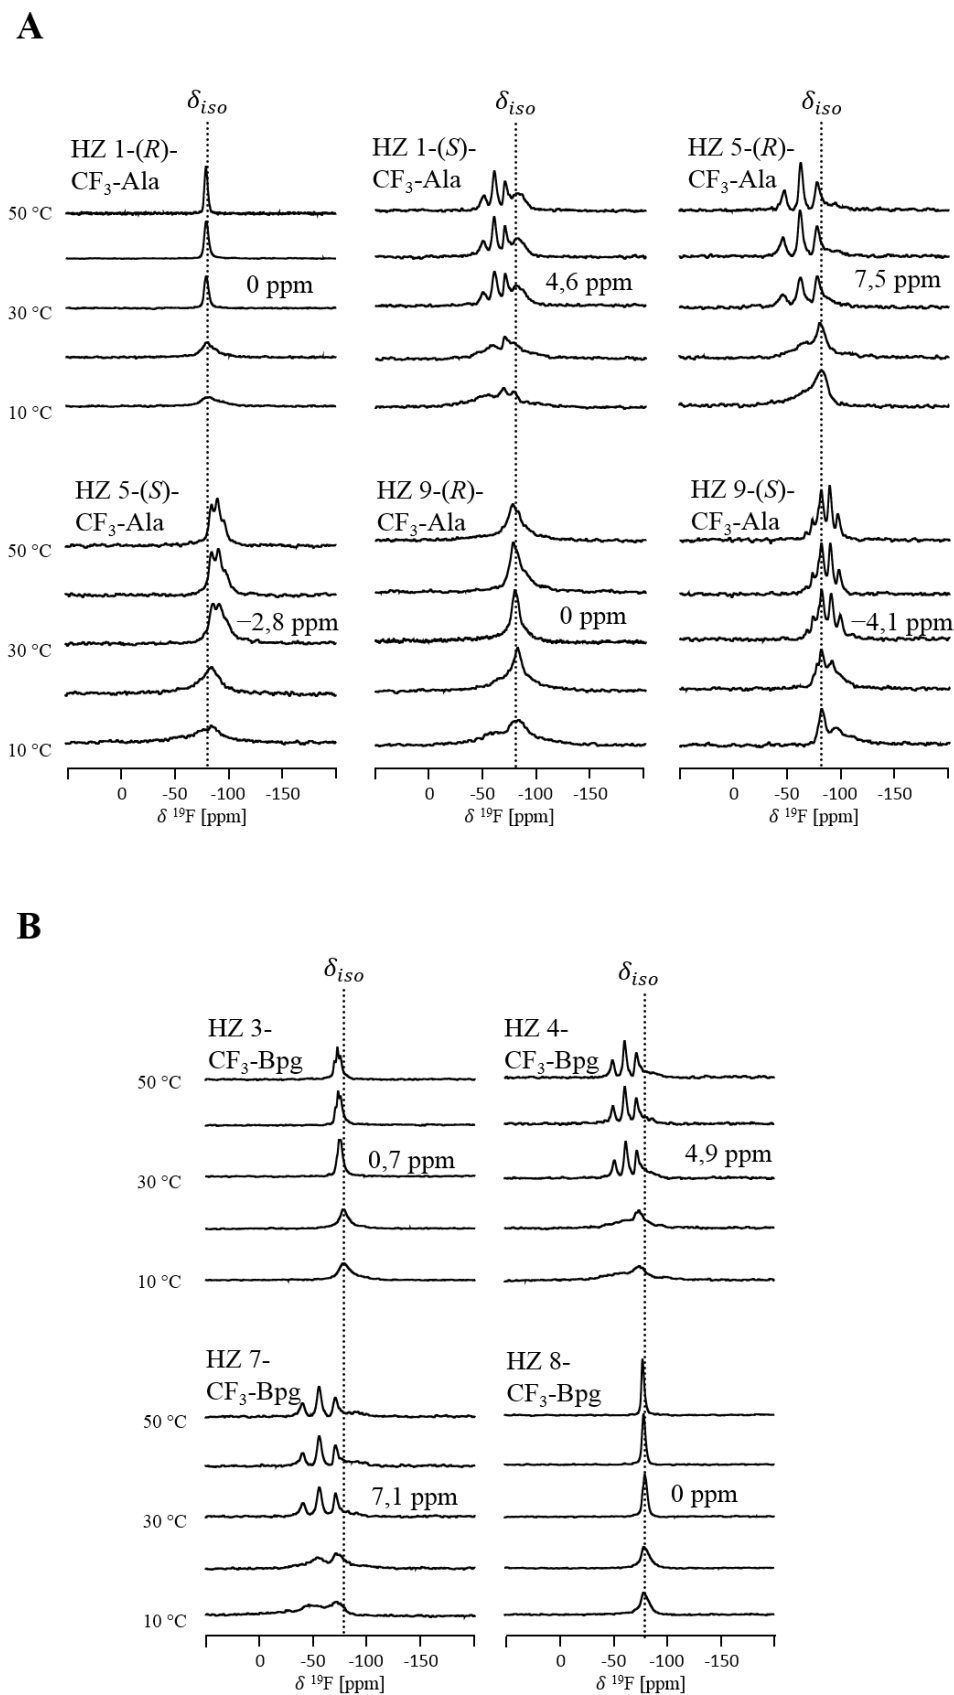 A
δiso δiso δiso
HZ 1-(R)-
CF3-Ala
HZ 1-(S)-
CF3-Ala
HZ 5-(R)-
CF3-Ala
50 °C
0 ppm
4,6 ppm
7,5 ppm
30 °C
10 °C
HZ 5-(S)-
CF3-Ala
HZ 9-(R)-
CF3-Ala
HZ 9-(S)-
CF3-Ala
50 °C
−2,8 ppm
0 ppm
−4,1 ppm
30 °C
10 °C
0 -50 -100 -150
δ 19F [ppm]
0 -50 -100 -150
δ 19F [ppm]
0 -50 -100 -150
δ 19F [ppm]
B
δiso δiso
HZ 3-
CF3-Bpg
HZ 4-
CF3-Bpg
50 °C
0,7 ppm
4,9 ppm
30 °C
10 °C
HZ 7-
CF3-Bpg
HZ 8-
CF3-Bpg
50 °C
7,1 ppm
0 ppm
30 °C
10 °C
0 -50 -100 -150
δ 19F [ppm]
0 -50 -100 -150
δ 19F [ppm]